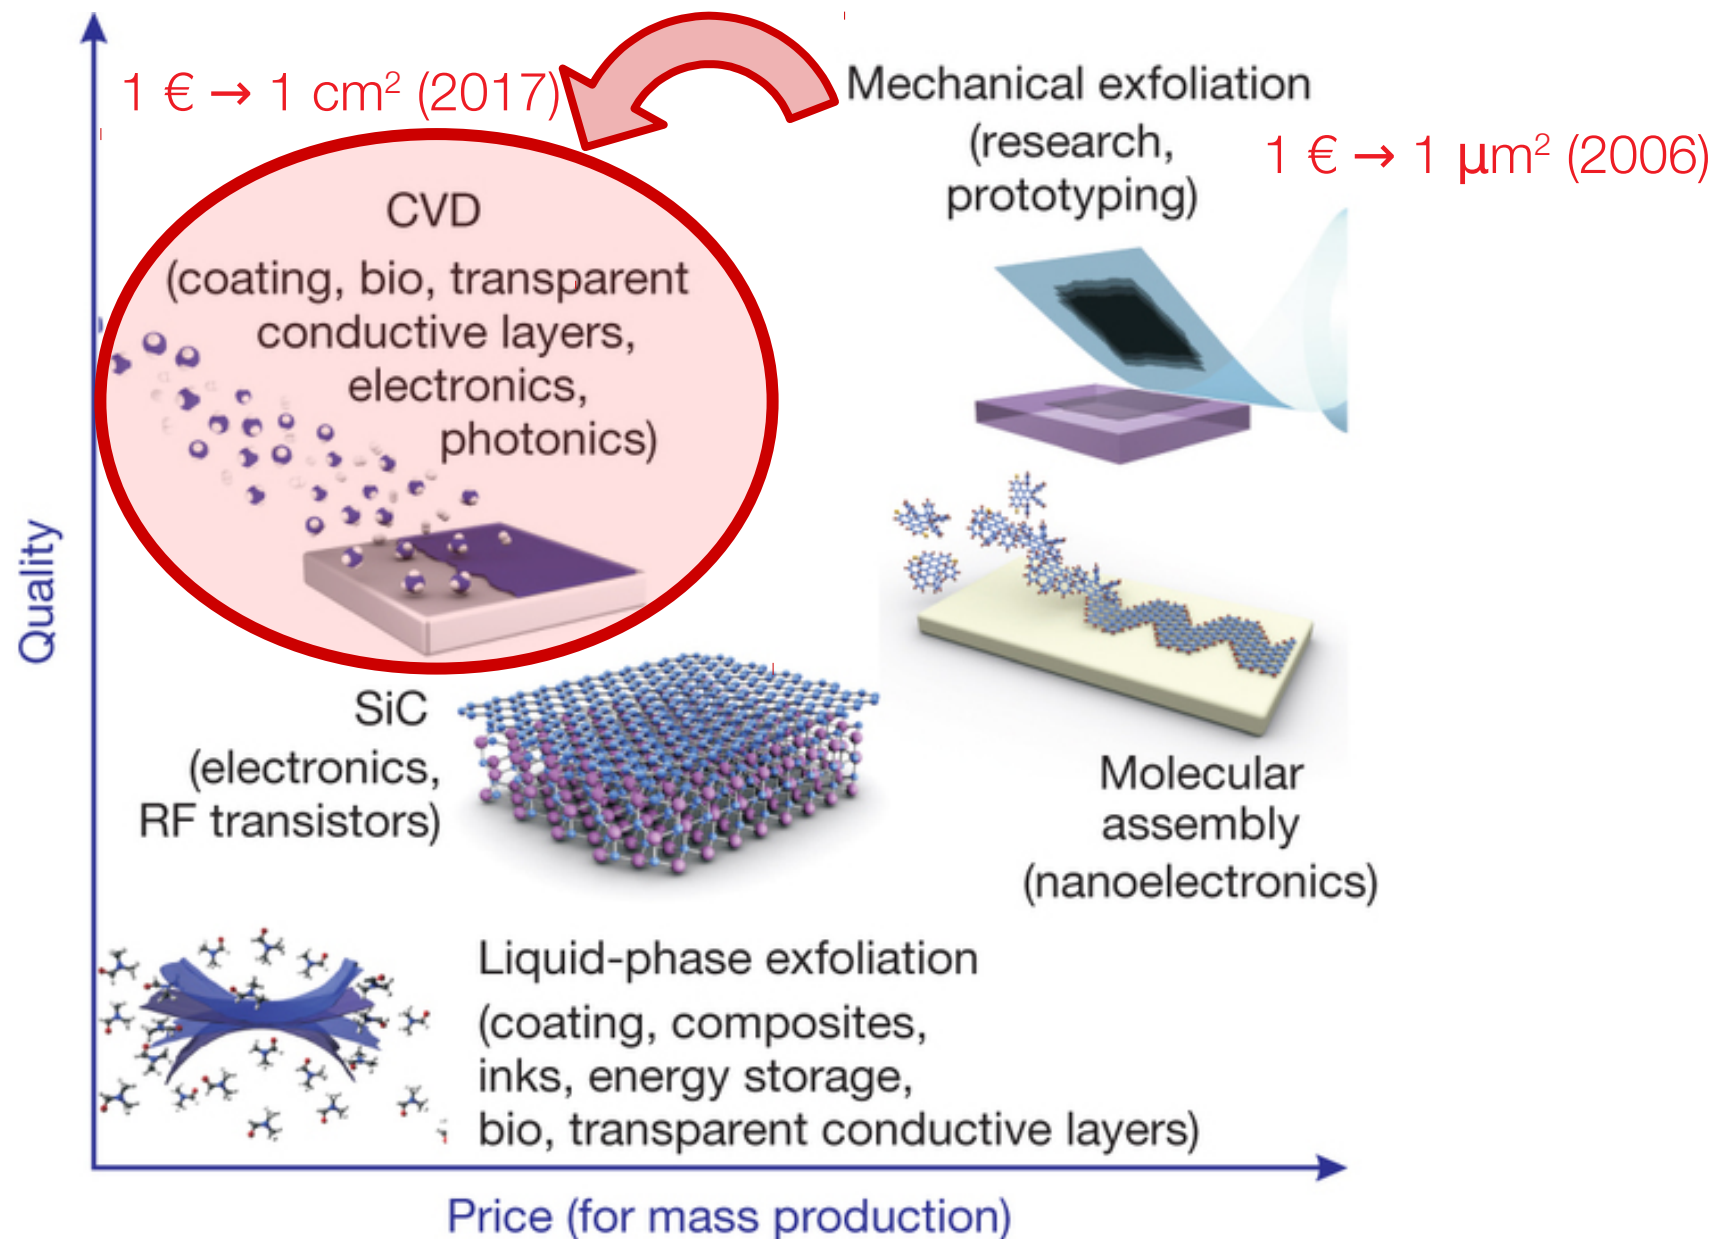 1 € → 1 cm² (2017)
Mechanical exfoliation
(research,
prototyping)
1 € → 1 μm² (2006)
CVD
(coating, bio, transparent
conductive layers,
electronics,
photonics)
Quality
SiC
(electronics,
RF transistors)
Molecular
assembly
(nanoelectronics)
Liquid-phase exfoliation
(coating, composites,
inks, energy storage,
bio, transparent conductive layers)
Price (for mass production)